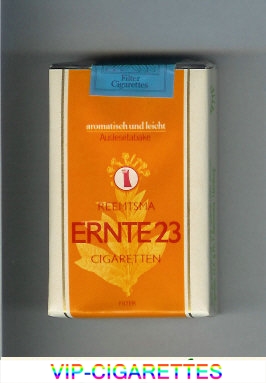 Filter
Cigarettes
aromatisch und leicht
Auslesetabake
REEMTSMA
ERNTE 23
CIGARETTEN
FILTER
VIP-CIGARETTES